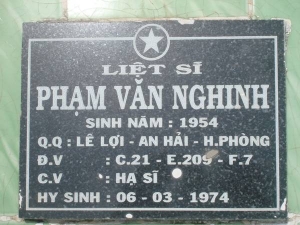 LIỆT SĨ
PHẠM VĂN NGHINH
SINH NĂM : 1954
Q.Q : LÊ LỢI - AN HẢI - H.PHÒNG
Đ.V : C.21 - E.209 - F.7
C.V : HẠ SĨ
HY SINH : 06 - 03 - 1974